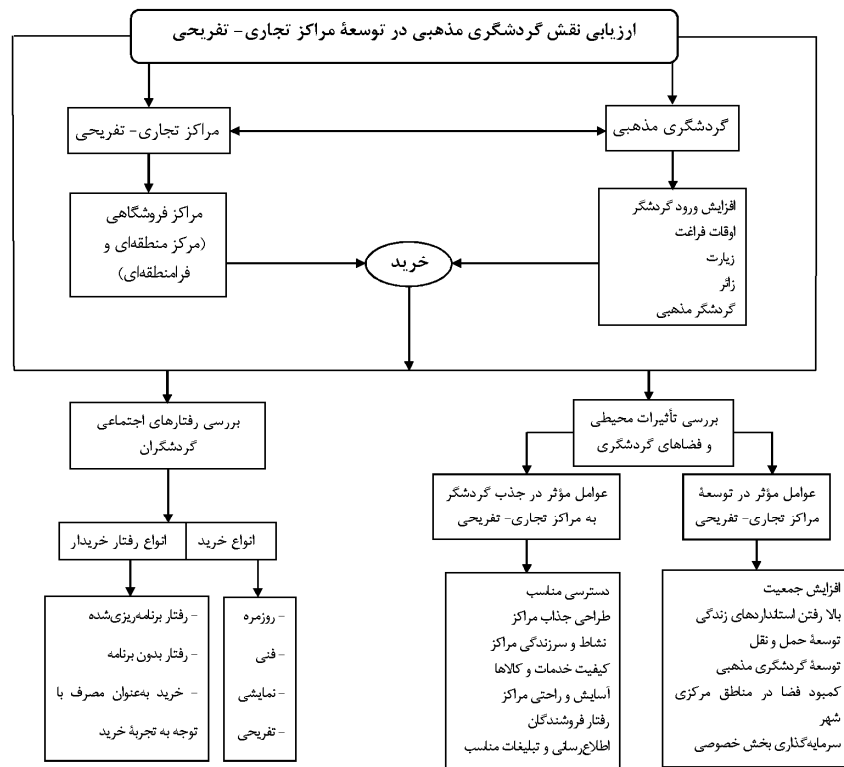 ارزیابی نقش گردشگری مذهبی در توسعهٔ مراکز تجاری- تفریحی
گردشگری مذهبی
مراکز تجاری- تفریحی
افزایش ورود گردشگر
اوقات فراغت
زیارت
زائر
گردشگر مذهبی
مراکز فروشگاهی
(مرکز منطقه‌ای و
فرامنطقه‌ای)
خرید
بررسی تأثیرات محیطی
و فضاهای گردشگری
بررسی رفتارهای اجتماعی
گردشگران
عوامل مؤثر در توسعهٔ
مراکز تجاری- تفریحی
عوامل مؤثر در جذب گردشگر
به مراکز تجاری- تفریحی
انواع خرید
انواع رفتار خریدار
افزایش جمعیت
بالا رفتن استانداردهای زندگی
توسعهٔ حمل و نقل
توسعهٔ گردشگری مذهبی
کمبود فضا در مناطق مرکزی
شهر
سرمایه‌گذاری بخش خصوصی
دسترسی مناسب
طراحی جذاب مراکز
نشاط و سرزندگی مراکز
کیفیت خدمات و کالاها
آسایش و راحتی مراکز
رفتار فروشندگان
اطلاع‌رسانی و تبلیغات مناسب
- روزمره
- فنی
- نمایشی
- تفریحی
- رفتار برنامه‌ریزی‌شده
- رفتار بدون برنامه
- خرید به‌عنوان مصرف با
توجه به تجربهٔ خرید